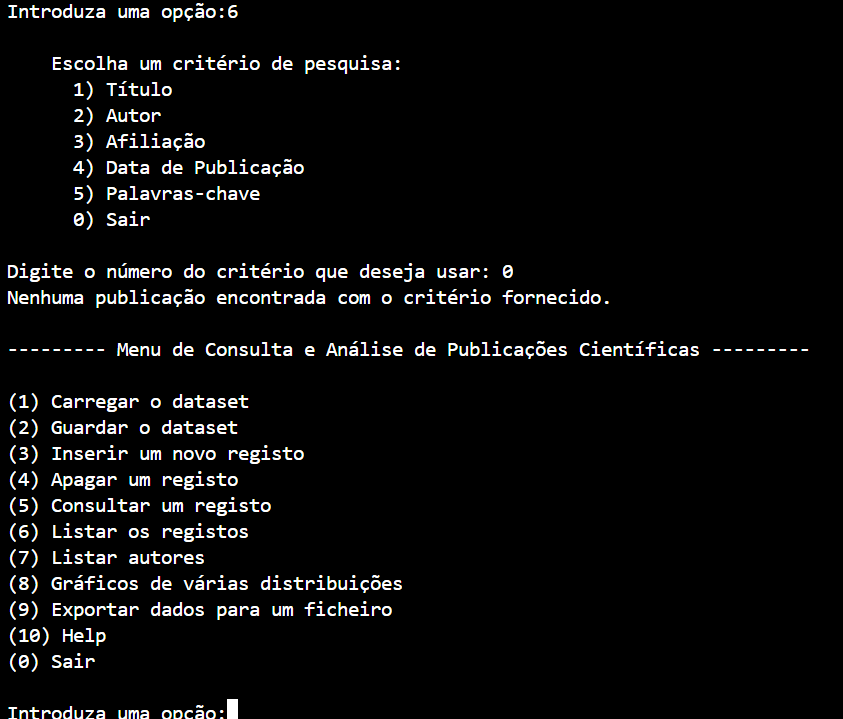 Introduza uma opção:6
Escolha um critério de pesquisa:
1) Título
2) Autor
3) Afiliação
4) Data de Publicação
5) Palavras-chave
0) Sair
Digite o número do critério que deseja usar: 0
Nenhuma publicação encontrada com o critério fornecido.
--------- Menu de Consulta e Análise de Publicações Científicas ---------
(1) Carregar o dataset
(2) Guardar o dataset
(3) Inserir um novo registo
(4) Apagar um registo
(5) Consultar um registo
(6) Listar os registos
(7) Listar autores
(8) Gráficos de várias distribuições
(9) Exportar dados para um ficheiro
(10) Help
(0) Sair
Introduza uma opção: